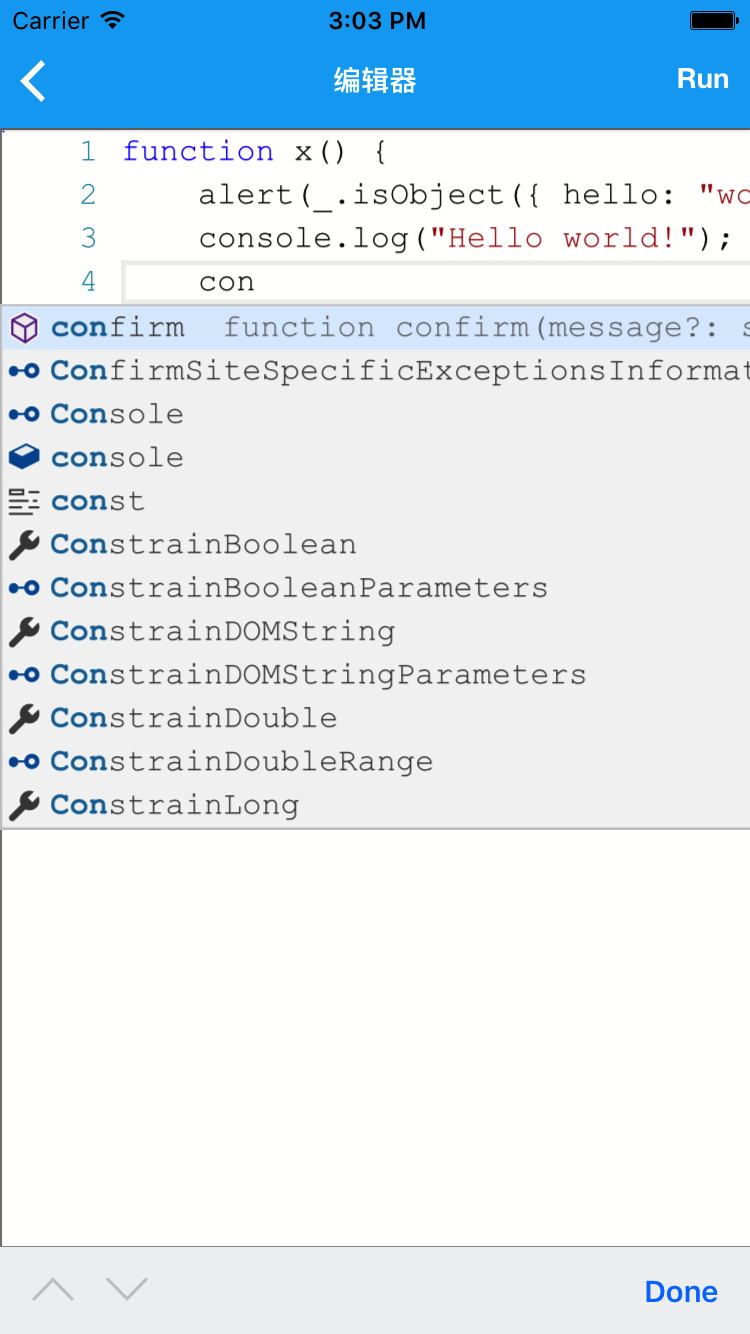 Carrier 3:03 PM
编辑器 Run
1 function x() {
2 alert(_.isObject({ hello: "wo
3 console.log("Hello world!");
4 con
confirm function confirm(message?: s
ConfirmSiteSpecificExceptionsInformat
Console
console
const
ConstrainBoolean
ConstrainBooleanParameters
ConstrainDOMString
ConstrainDOMStringParameters
ConstrainDouble
ConstrainDoubleRange
ConstrainLong
Done